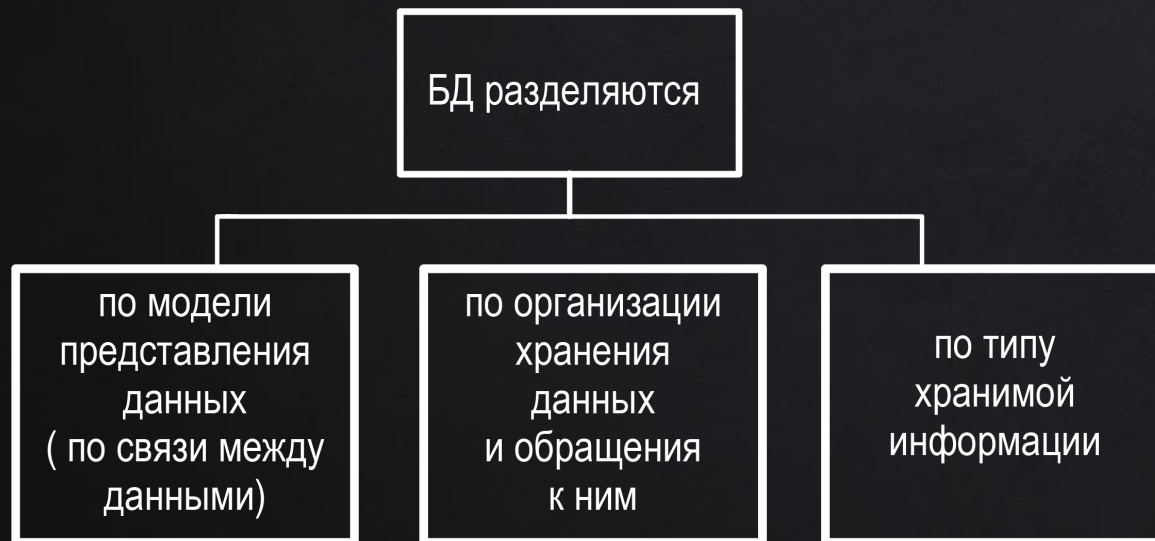 БД разделяются
по модели
представления
данных
( по связи между
данными)
по организации
хранения
данных
и обращения
к ним
по типу
хранимой
информации